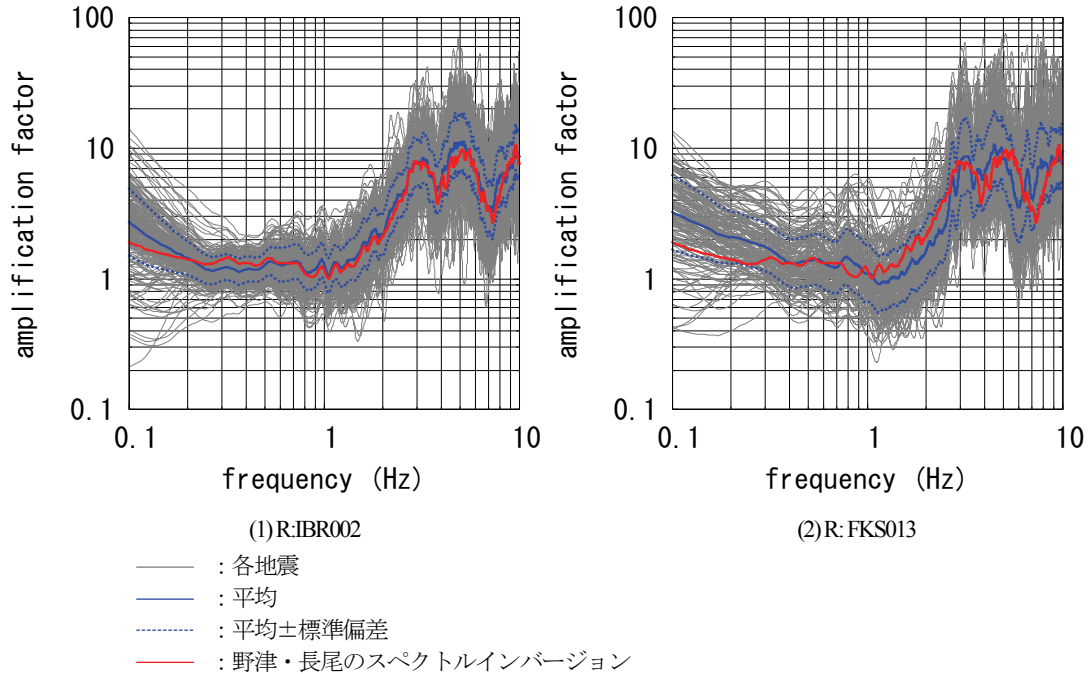 100
10
1
0.1
amplification factor
0.1
1
10
frequency (Hz)
(1) R:IBR002
100
10
1
0.1
amplification factor
0.1
1
10
frequency (Hz)
(2) R: FKS013
：各地震
：平均
：平均±標準偏差
：野津・長尾のスペクトルインバージョン